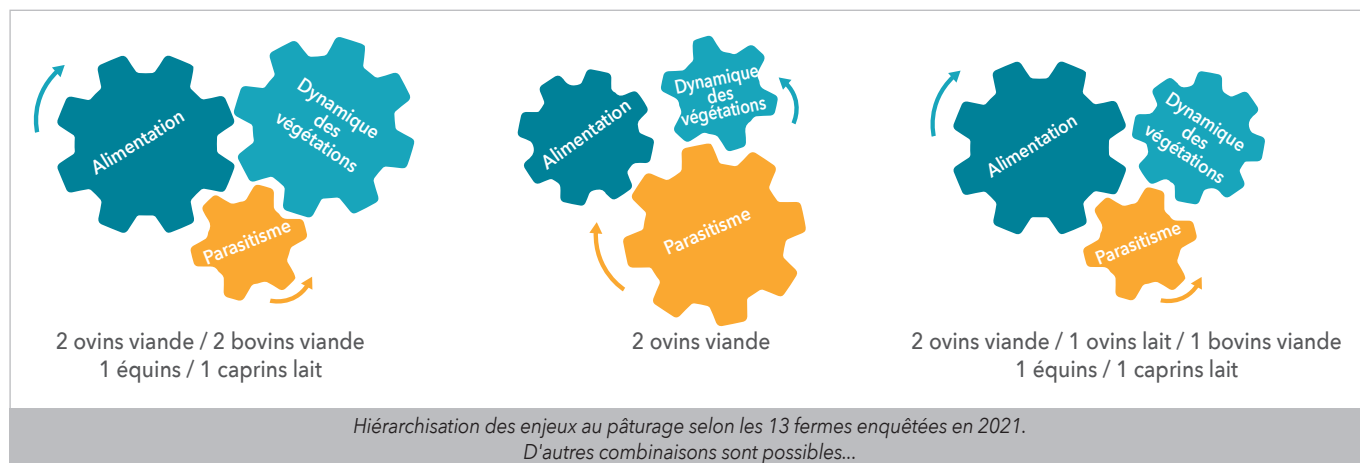 Alimentation
Dynamique
des
végétations
Parasitisme
2 ovins viande / 2 bovins viande
1 équins / 1 caprins lait
Alimentation
Dynamique
des
végétations
Parasitisme
2 ovins viande
Alimentation
Dynamique
des
végétations
Parasitisme
2 ovins viande / 1 ovins lait / 1 bovins viande
1 équins / 1 caprins lait
Hiérarchisation des enjeux au pâturage selon les 13 fermes enquêtées en 2021.
D'autres combinaisons sont possibles...